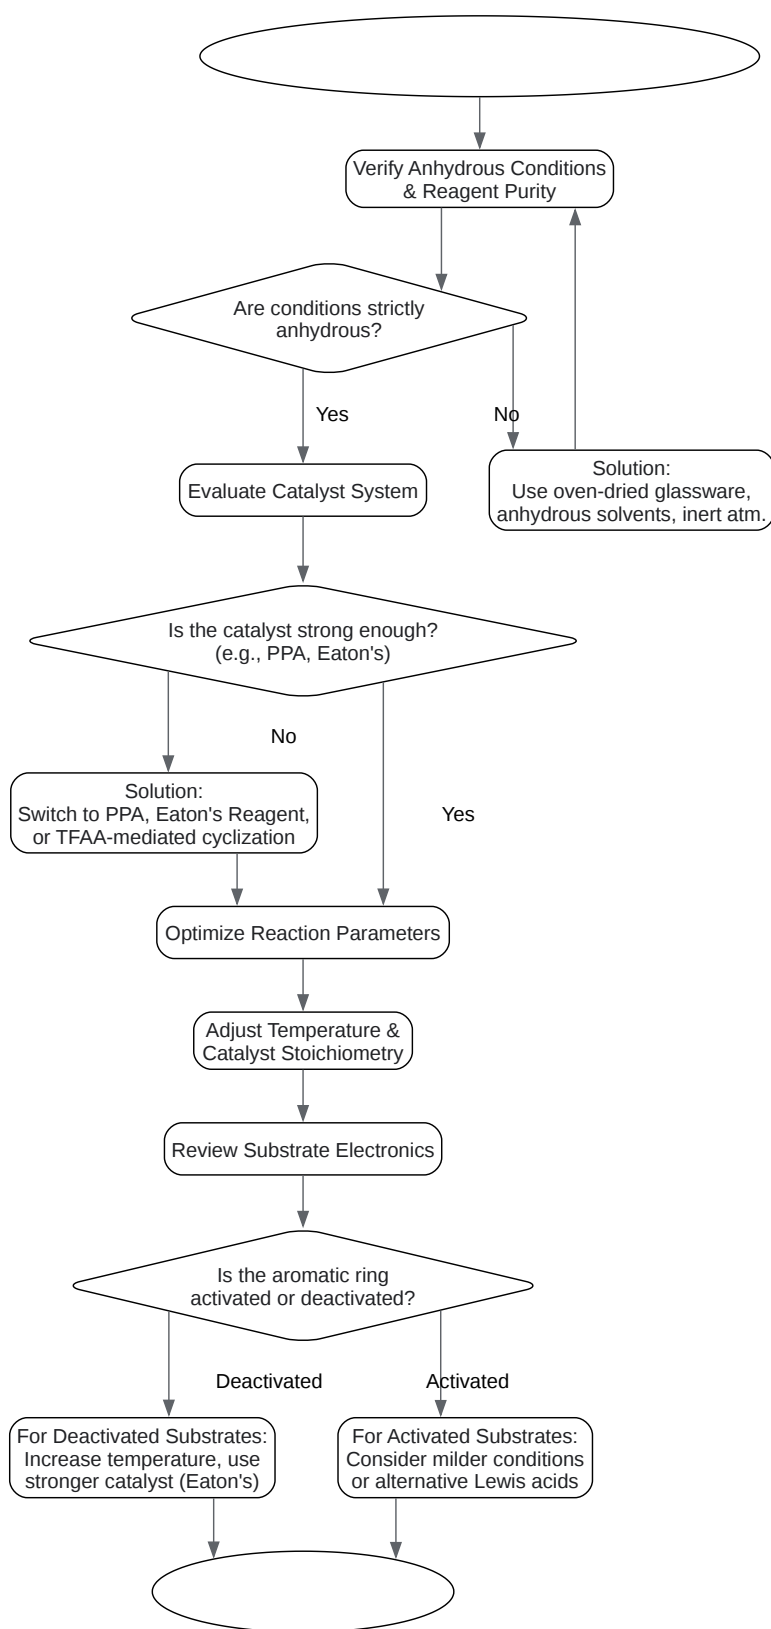 Verify Anhydrous Conditions
& Reagent Purity
Are conditions strictly
anhydrous?
Yes
No
Solution:
Use oven-dried glassware,
anhydrous solvents, inert atm.
Evaluate Catalyst System
Is the catalyst strong enough?
(e.g., PPA, Eaton's)
No
Solution:
Switch to PPA, Eaton's Reagent,
or TFAA-mediated cyclization
Yes
Optimize Reaction Parameters
Adjust Temperature &
Catalyst Stoichiometry
Review Substrate Electronics
Is the aromatic ring
activated or deactivated?
Deactivated
Activated
For Deactivated Substrates:
Increase temperature, use
stronger catalyst (Eaton's)
For Activated Substrates:
Consider milder conditions
or alternative Lewis acids